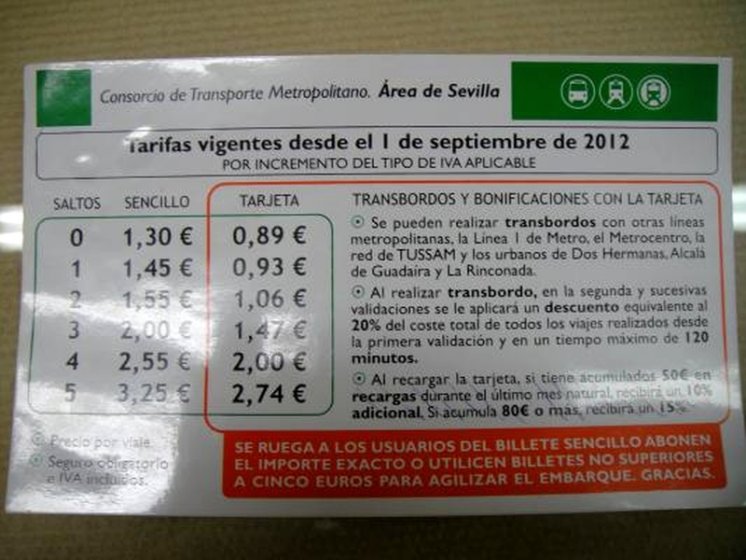 Consorcio de Transporte Metropolitano. Área de Sevilla
Tarifas vigentes desde el 1 de septiembre de 2012
POR INCREMENTO DEL TIPO DE IVA APLICABLE
SALTOS SENCILLO TARJETA
0 1,30 € 0,89 €
1 1,45 € 0,93 €
2 1,55 € 1,06 €
3 2,00 € 1,47 €
4 2,55 € 2,00 €
5 3,25 € 2,74 €
Precio por viaje
Seguro obligatorio
e IVA incluidos.
TRANSBORDOS Y BONIFICACIONES CON LA TARJETA
Se pueden realizar transbordos con otras líneas
metropolitanas, la Linea 1 de Metro, el Metrocentro, la
red de TUSSAM y los urbanos de Dos Hermanas, Alcalá
de Guadaíra y La Rinconada.
Al realizar transbordo, en la segunda y sucesivas
validaciones se le aplicará un descuento equivalente al
20% del coste total de todos los viajes realizados desde
la primera validación y en un tiempo máximo de 120
minutos.
Al recargar la tarjeta, si tiene acumulados 50€ en
recargas durante el último mes natural, recibirá un 10%
adicional. Si acumula 80€ o más, recibirá un 15%
SE RUEGA A LOS USUARIOS DEL BILLETE SENCILLO ABONEN
EL IMPORTE EXACTO O UTILICEN BILLETES NO SUPERIORES
A CINCO EUROS PARA AGILIZAR EL EMBARQUE. GRACIAS.